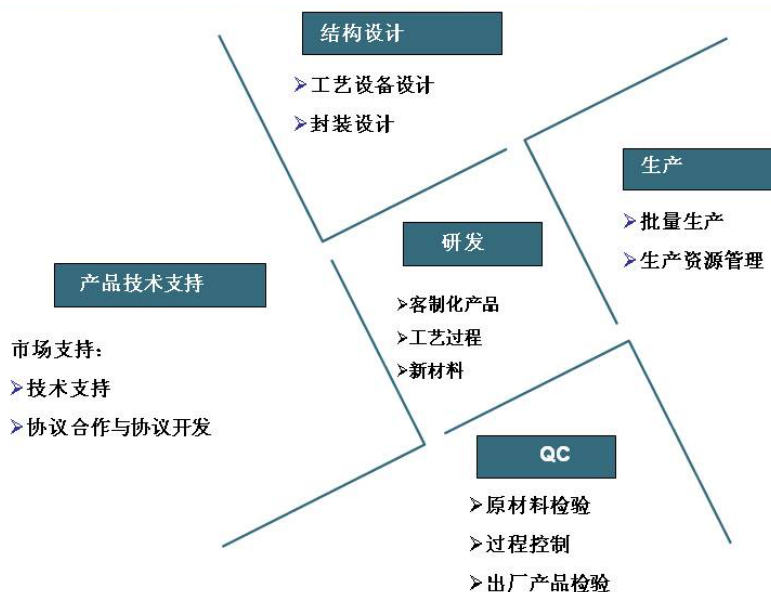 结构设计
➢工艺设备设计
➢封装设计
生产
➢批量生产
➢生产资源管理
研发
➢客制化产品
➢工艺过程
➢新材料
产品技术支持
市场支持：
➢技术支持
➢协议合作与协议开发
QC
➢原材料检验
➢过程控制
➢出厂产品检验